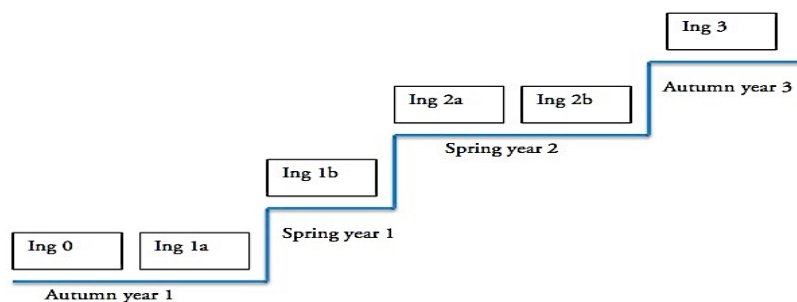 Ing 3
Autumn year 3
Ing 2a
Ing 2b
Spring year 2
Ing 1b
Spring year 1
Ing 0
Ing 1a
Autumn year 1